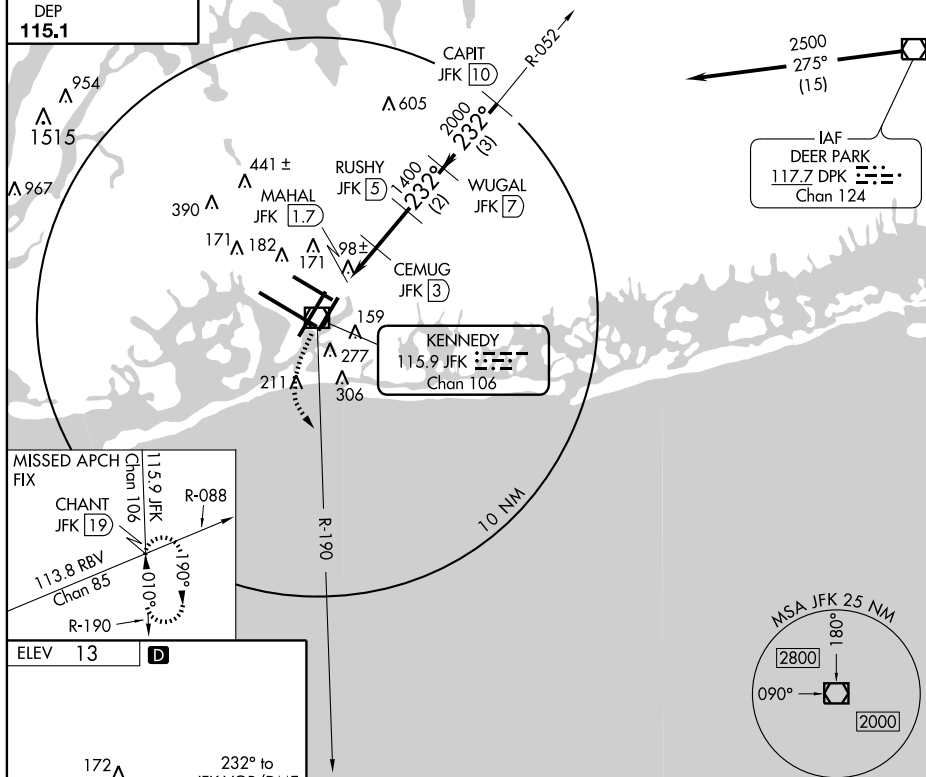 DEP
115.1
954
1515
967
605
CAPIT
JFK 10
R-052
2000
232°
(3)
2500
275°
(15)
IAF
DEER PARK
117.7 DPK
Chan 124
441 ±
RUSHY
JFK 5
1400
232°
(2)
WUGAL
JFK 7
390
MAHAL
JFK 1.7
171
182
171
98±
CEMUG
JFK 3
159
277
211
306
KENNEDY
115.9 JFK
Chan 106
MISSED APCH
FIX
115.9 JFK
Chan 106
CHANT
JFK 19
R-088
113.8 RBV
Chan 85
010°
190°
R-190
R-190
10 NM
MSA JFK 25 NM
180°
2800
090°
2000
ELEV 13
D
172
232° to